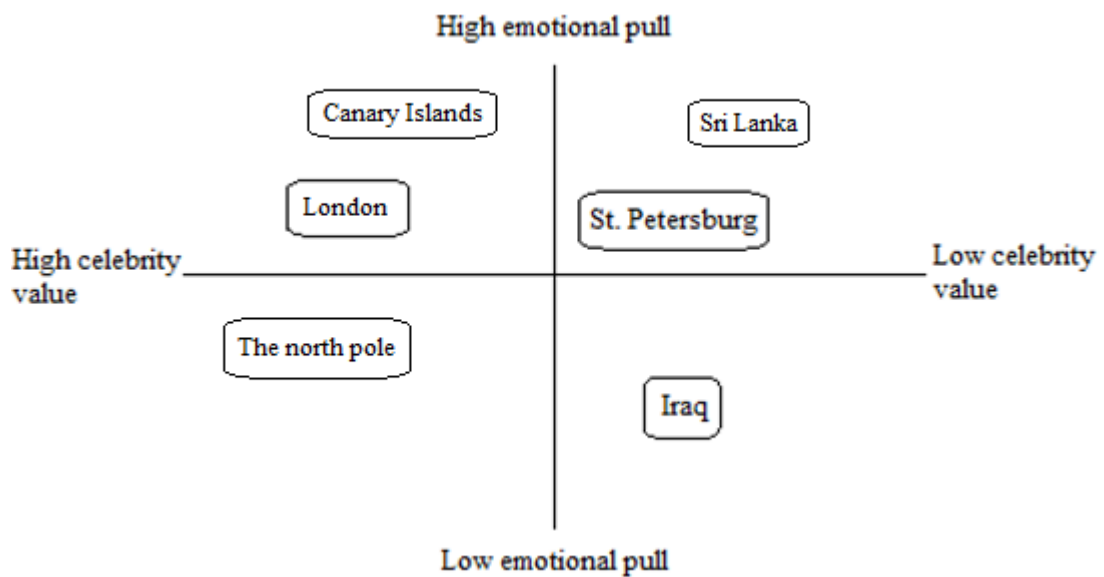 High emotional pull
Canary Islands
Sri Lanka
London
St. Petersburg
High celebrity
value
Low celebrity
value
The north pole
Iraq
Low emotional pull